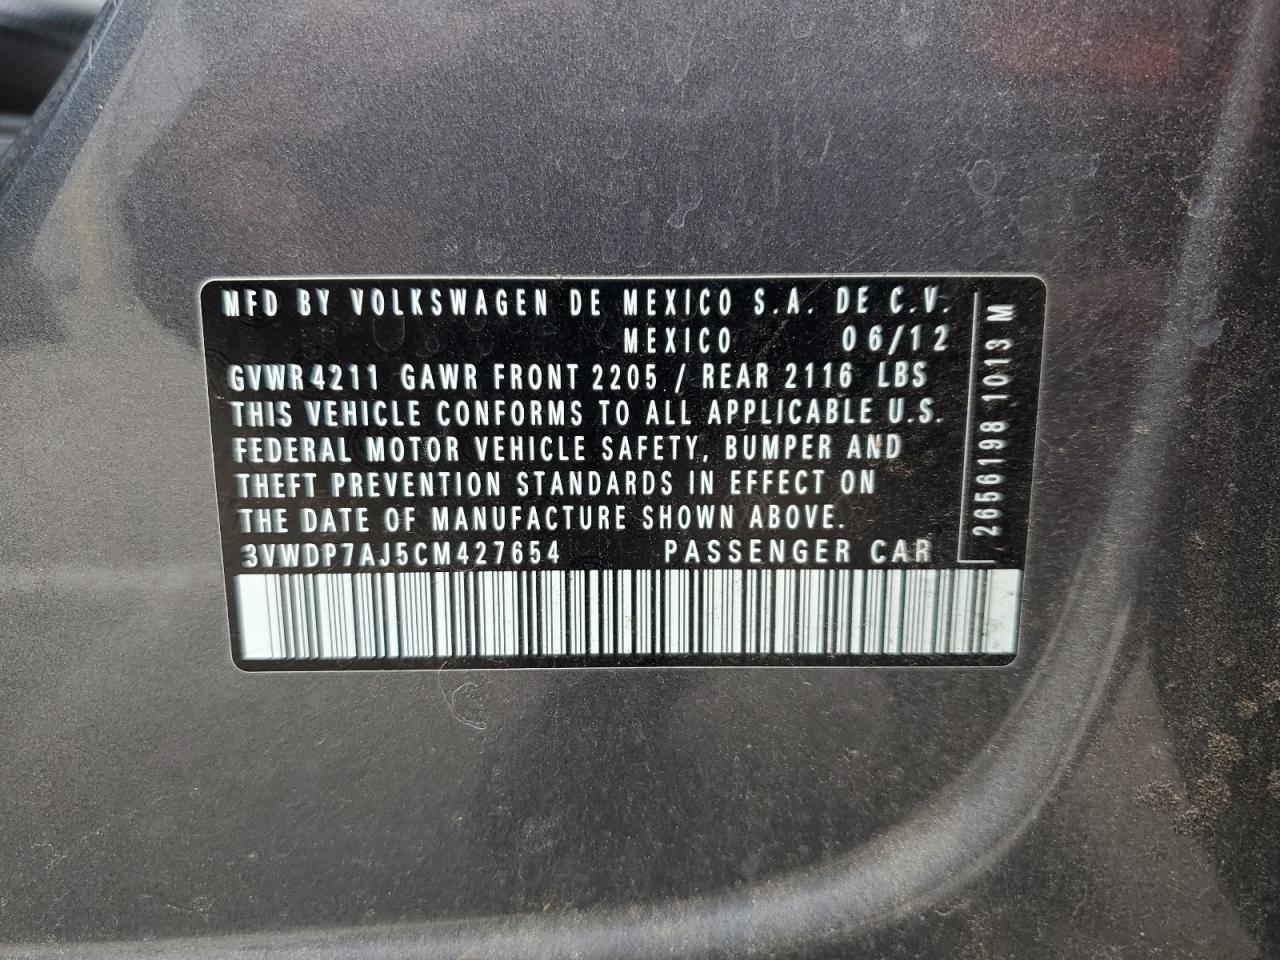 MFD BY VOLKSWAGEN DE MEXICO S.A. DE C.V.
MEXICO 06/12
GVWR 4211 GAWR FRONT 2205 / REAR 2116 LBS
THIS VEHICLE CONFORMS TO ALL APPLICABLE U.S.
FEDERAL MOTOR VEHICLE SAFETY, BUMPER AND
THEFT PREVENTION STANDARDS IN EFFECT ON
THE DATE OF MANUFACTURE SHOWN ABOVE.
3VWDP7AJ5CM427654 PASSENGER CAR
2656198 1013 M